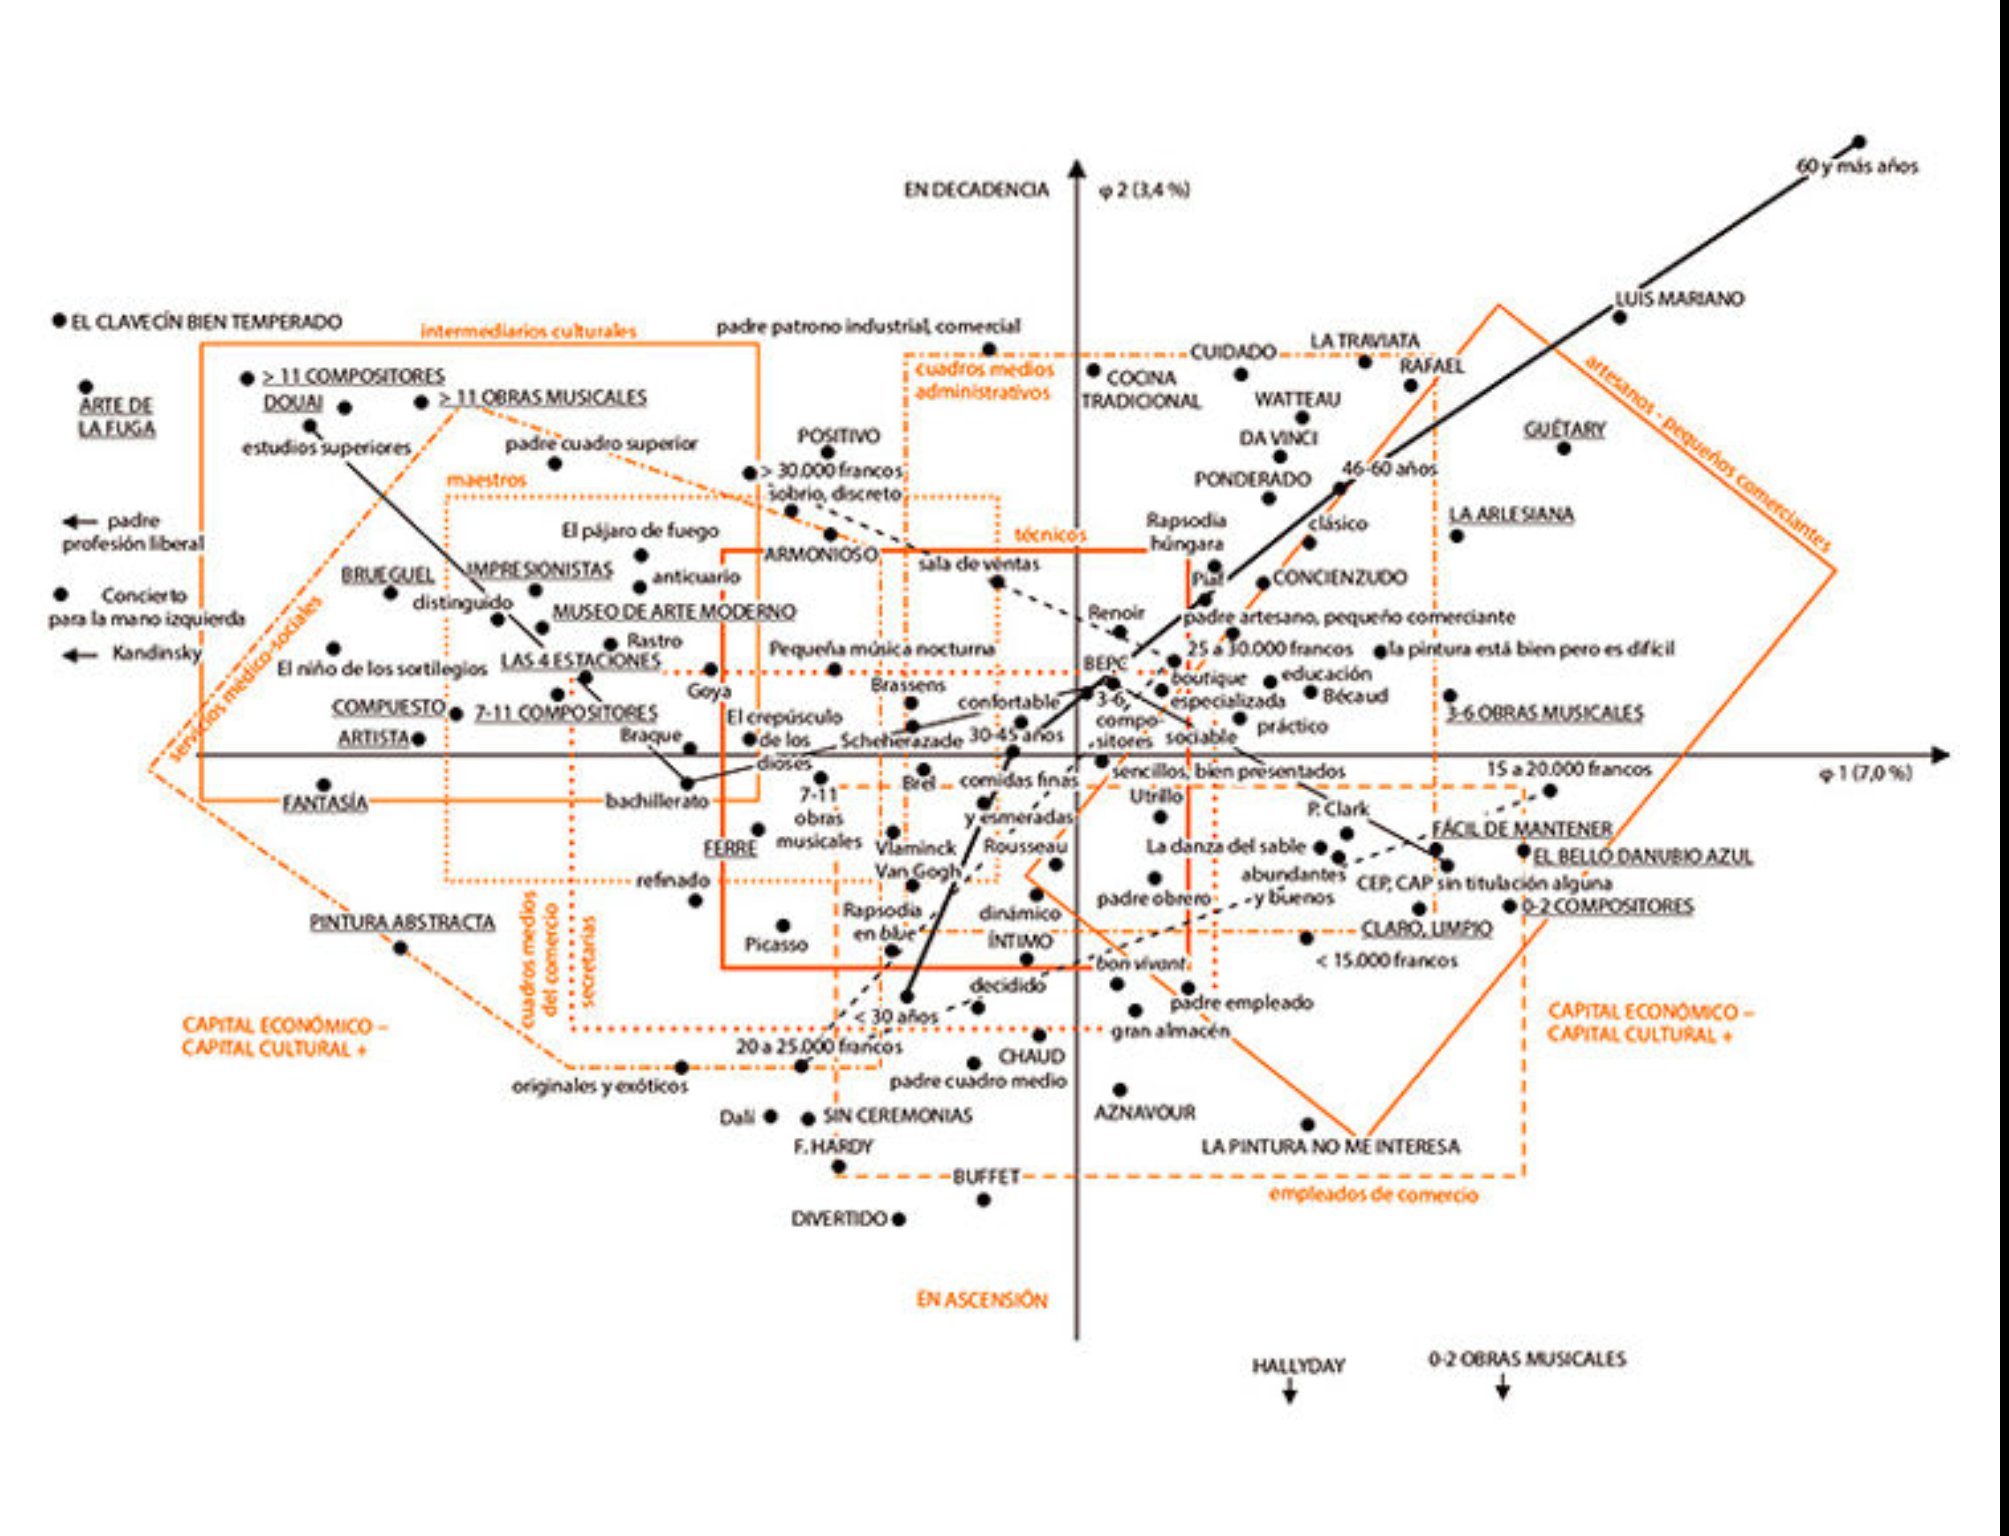 60 y más años
EN DECADENCIA
φ 2 (3,4 %)
LUIS MARIANO
EL CLAVECÍN BIEN TEMPERADO
intermediarios culturales
padre patrono industrial, comercial
CUIDADO
LA TRAVIATA
RAFAEL
artesanos - pequeños comerciantes
cuadros medios
administrativos
COCINA
TRADICIONAL
> 11 COMPOSITORES
ARTE DE
LA FUGA
DOUAI
> 11 OBRAS MUSICALES
WATTEAU
GUÉTARY
estudios superiores
padre cuadro superior
POSITIVO
DA VINCI
> 30.000 francos
46-60 años
maestros
sobrio, discreto
PONDERADO
padre
profesión liberal
El pájaro de fuego
técnicos
Rapsodia
húngara
clásico
LA ARLESIANA
ARMONIOSO
sala de ventas
BRUEGUEL
IMPRESIONISTAS
anticuario
Piaf
CONCIENZUDO
Concierto
para la mano izquierda
distinguido
MUSEO DE ARTE MODERNO
Renoir
padre artesano, pequeño comerciante
servicios médico-sociales
Rastro
Kandinsky
El niño de los sortilegios
LAS 4 ESTACIONES
Pequeña música nocturna
BEPC
25 a 30.000 francos
la pintura está bien pero es difícil
Goya
Brassens
boutique
especializada
educación
Bécaud
confortable
3-6
compo-
sitores
COMPUESTO
7-11 COMPOSITORES
El crepúsculo
de los
dioses
3-6 OBRAS MUSICALES
ARTISTA
Braque
Scheherazade
30-45 años
sociable
práctico
Brel
comidas finas
y esmeradas
sencillos, bien presentados
15 a 20.000 francos
φ 1 (7,0 %)
FANTASÍA
bachillerato
7-11
obras
musicales
Utrillo
P. Clark
FERRE
Vlaminck
Van Gogh
Rousseau
La danza del sable
FÁCIL DE MANTENER
EL BELLO DANUBIO AZUL
refinado
abundantes
y buenos
CEP, CAP sin titulación alguna
padre obrero
PINTURA ABSTRACTA
cuadros medios
del comercio
secretarias
Rapsodia
en blue
dinámico
0-2 COMPOSITORES
Picasso
ÍNTIMO
CLARO, LIMPIO
bon vivant
< 15.000 francos
decidido
padre empleado
< 30 años
gran almacén
CAPITAL ECONÓMICO –
CAPITAL CULTURAL +
CAPITAL ECONÓMICO –
CAPITAL CULTURAL +
20 a 25.000 francos
CHAUD
originales y exóticos
padre cuadro medio
Dalí
SIN CEREMONIAS
AZNAVOUR
F. HARDY
LA PINTURA NO ME INTERESA
BUFFET
empleados de comercio
DIVERTIDO
EN ASCENSIÓN
HALLYDAY
0-2 OBRAS MUSICALES